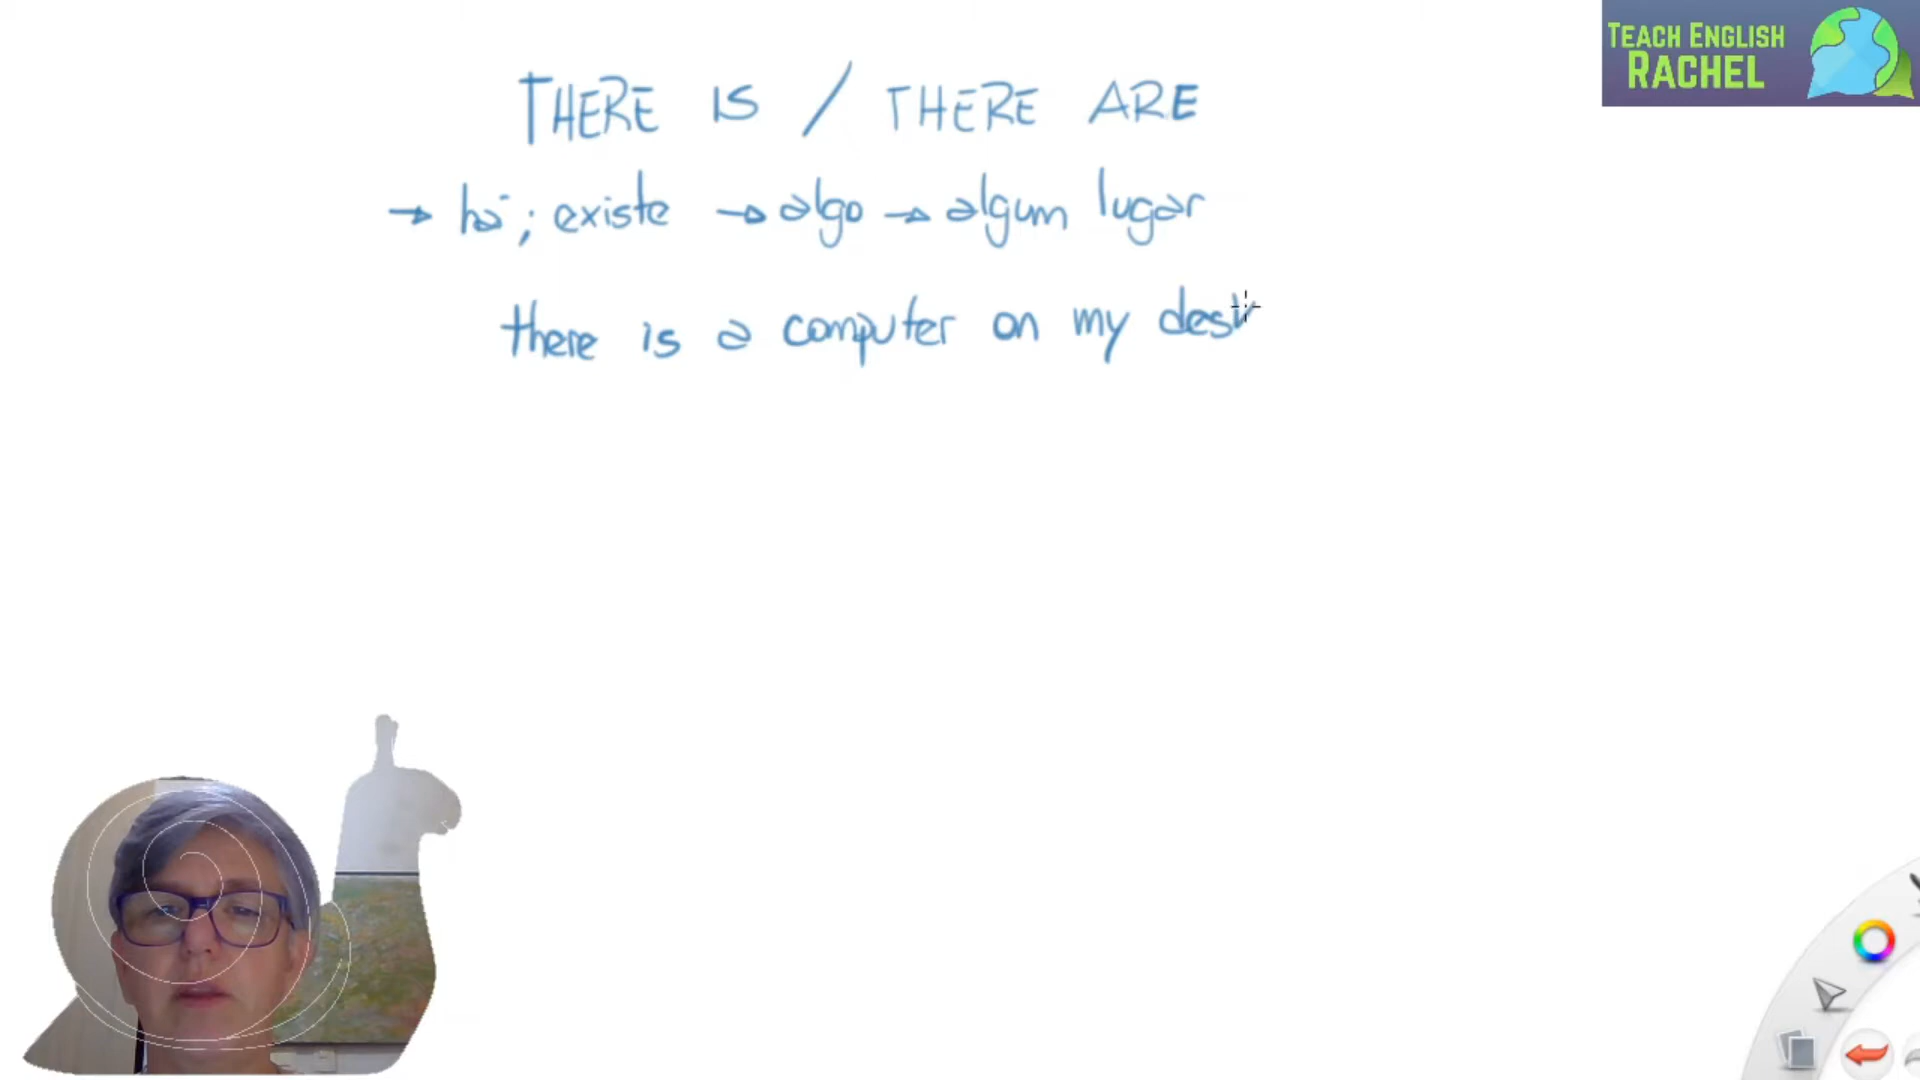 TEACH ENGLISH
RACHEL
THERE IS / THERE ARE
→ há ; existe → algo → algum lugar
there is a computer on my desk